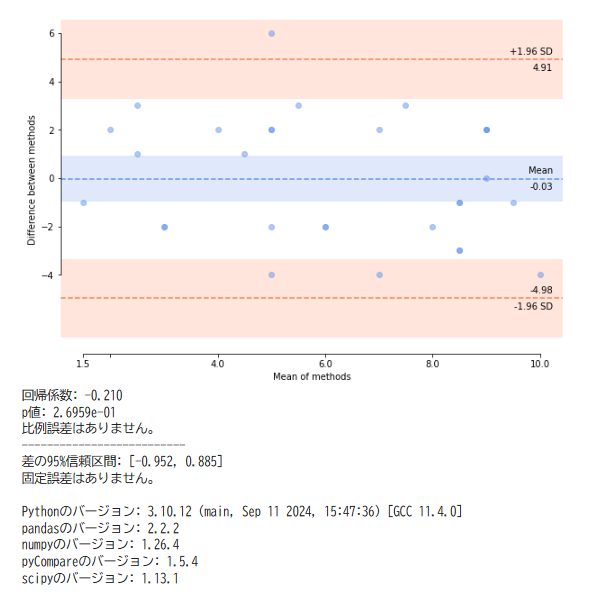 6
+1.96 SD
4.91
4
Difference between methods
2
Mean
0
-0.03
−2
−4
-4.98
-1.96 SD
1.5
4.0
6.0
8.0
10.0
Mean of methods
回帰係数: -0.210
p値: 2.6959e-01
比例誤差はありません。
--------------------------
差の95%信頼区間: [-0.952, 0.885]
固定誤差はありません。
Pythonのバージョン: 3.10.12 (main, Sep 11 2024, 15:47:36) [GCC 11.4.0]
pandasのバージョン: 2.2.2
numpyのバージョン: 1.26.4
pyCompareのバージョン: 1.5.4
scipyのバージョン: 1.13.1